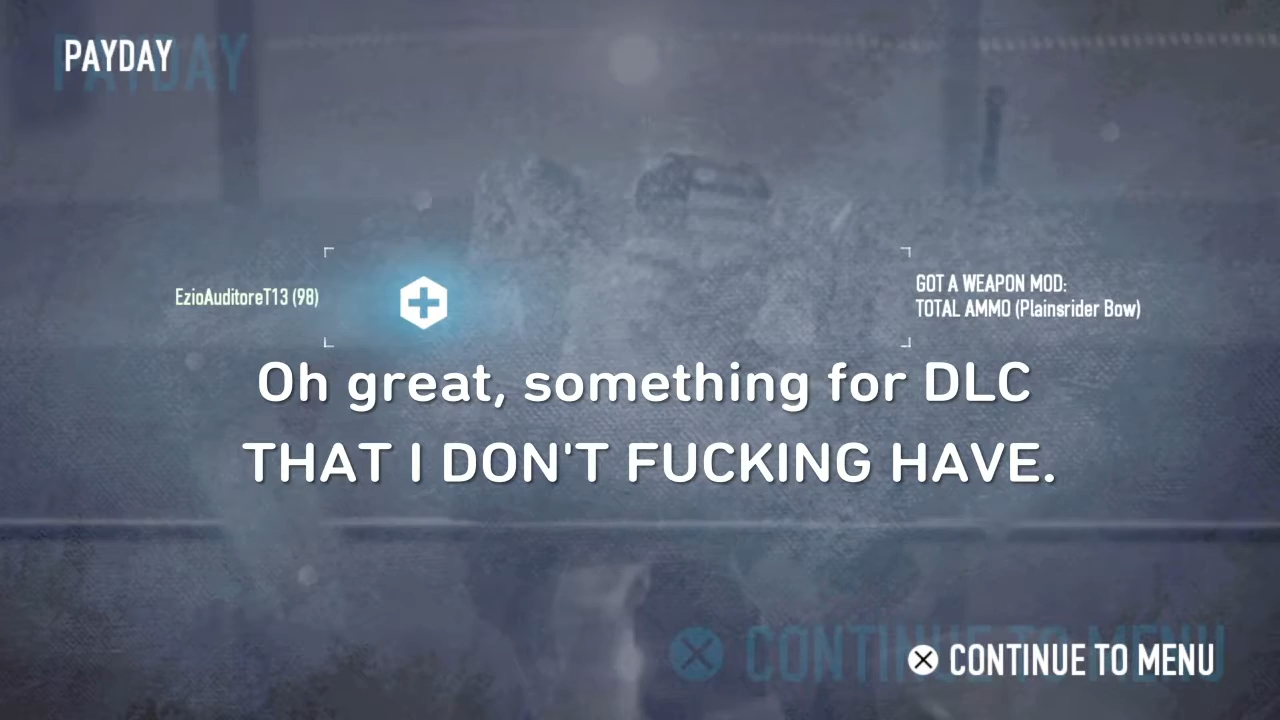 PAYDAY
EzioAuditoreT13 (98)
GOT A WEAPON MOD:
TOTAL AMMO (Plainsrider Bow)
Oh great, something for DLC
THAT I DON'T FUCKING HAVE.
CONTINUE TO MENU